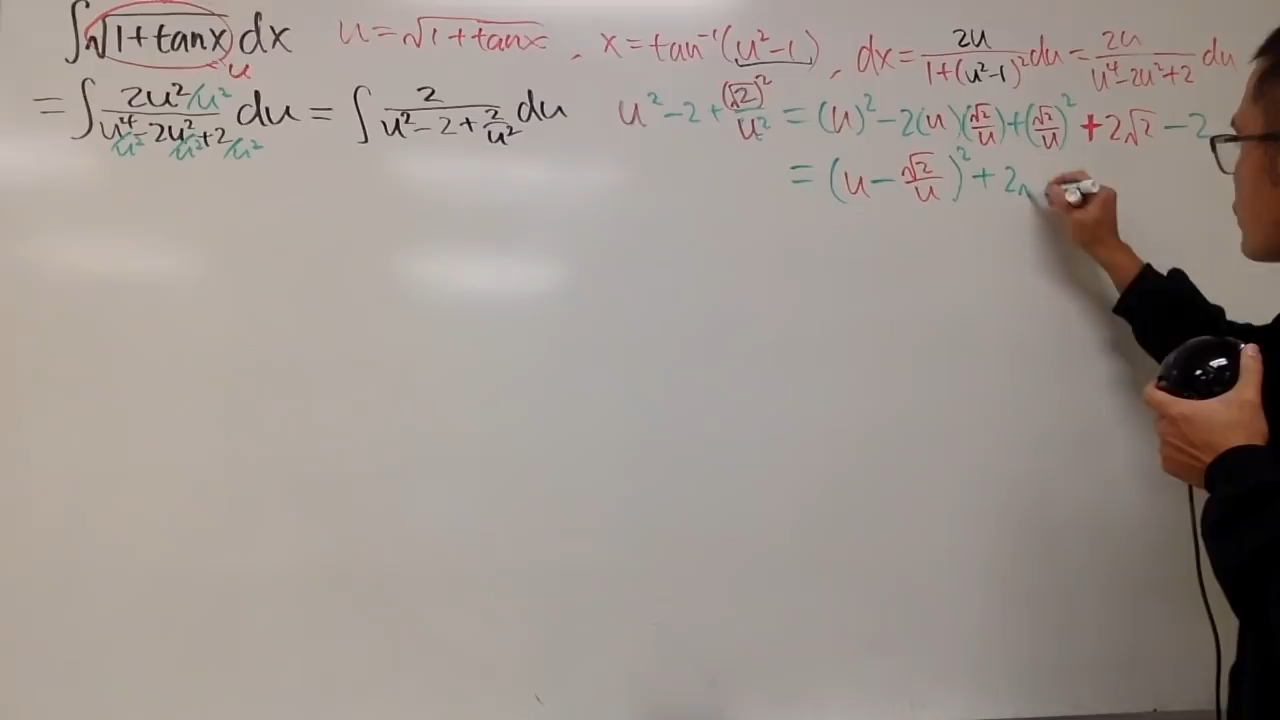 ∫√(1+tanx) dx u = √(1+tanx) , x = tan⁻¹(u²-1) , dx = 2u/(1+(u²-1)²) du = 2u/(u⁴-2u²+2) du
u
= ∫ (2u²/u²)/(u⁴/u² - 2u²/u² + 2/u²) du = ∫ 2/(u²-2+2/u²) du u²-2+(√2)²/u² = (u)²-2(u)(√2/u)+(√2/u)²+2√2-2
= (u-√2/u)²+2